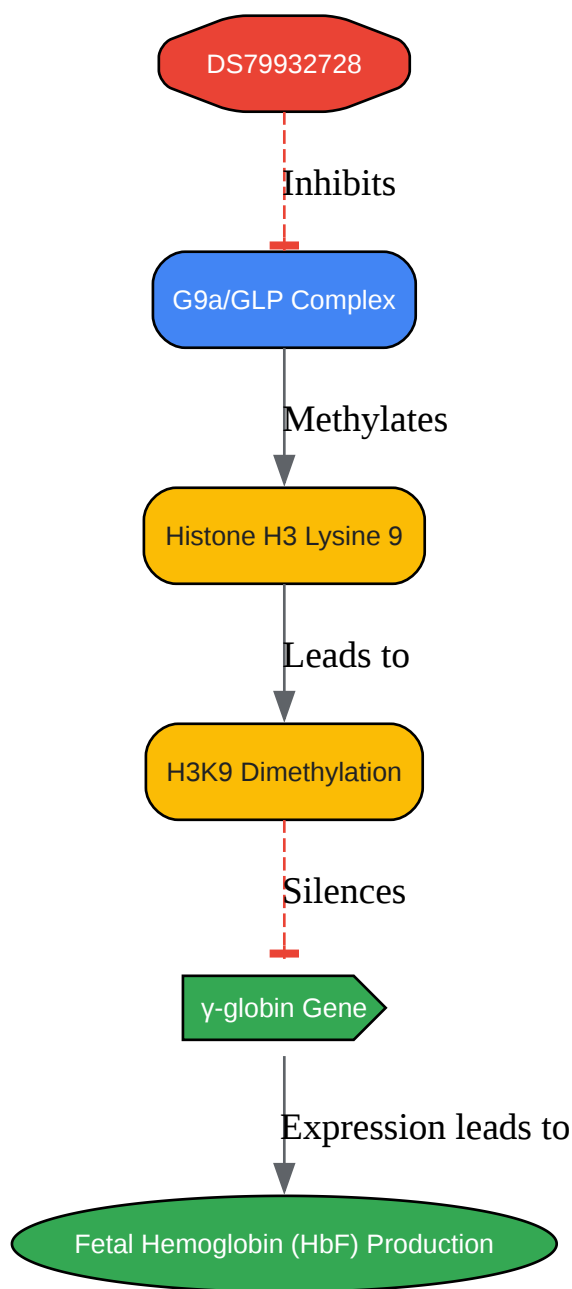 DS79932728
Inhibits
G9a/GLP Complex
Methylates
Histone H3 Lysine 9
Leads to
H3K9 Dimethylation
Silences
γ-globin Gene
Expression leads to
Fetal Hemoglobin (HbF) Production